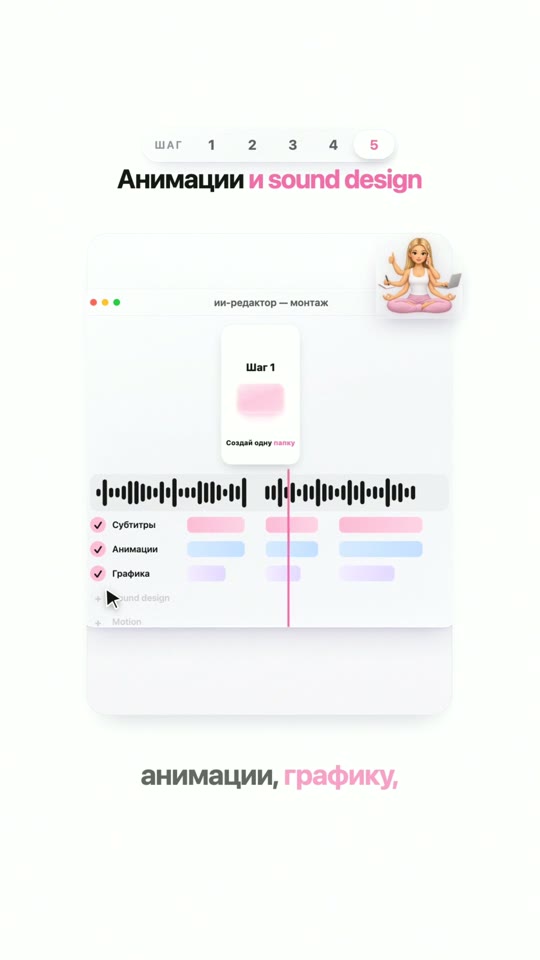 ШАГ 1 2 3 4 5
Анимации и sound design
ии-редактор — монтаж
Шаг 1
Создай одну папку
Субтитры
Анимации
Графика
sound design
Motion
анимации, графику,